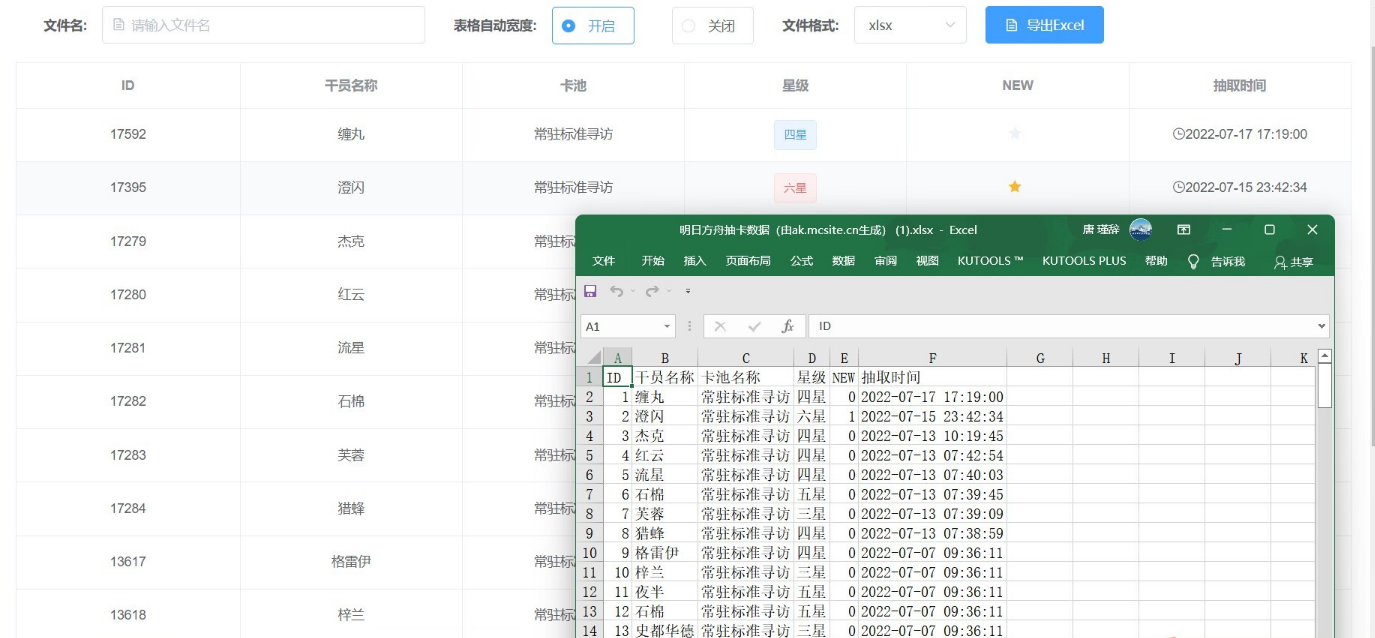 文件名: 请输入文件名 表格自动宽度: 开启 关闭 文件格式: xlsx 导出Excel
ID 干员名称 卡池 星级 NEW 抽取时间
17592 缠丸 常驻标准寻访 四星 2022-07-17 17:19:00
17395 澄闪 常驻标准寻访 六星 2022-07-15 23:42:34
17279 杰克 常驻标
17280 红云 常驻标
17281 流星 常驻标
17282 石棉 常驻标
17283 芙蓉 常驻标
17284 猎蜂 常驻标
13617 格雷伊 常驻标
13618 梓兰 常驻标
明日方舟抽卡数据 (由ak.mcsite.cn生成) (1).xlsx - Excel 唐 瑾辞
文件 开始 插入 页面布局 公式 数据 审阅 视图 KUTOOLS ™ KUTOOLS PLUS 帮助 告诉我 共享
A1 fx ID
A B C D E F G H I J K
1 ID 干员名称 卡池名称 星级 NEW 抽取时间
2 1 缠丸 常驻标准寻访 四星 0 2022-07-17 17:19:00
3 2 澄闪 常驻标准寻访 六星 1 2022-07-15 23:42:34
4 3 杰克 常驻标准寻访 四星 0 2022-07-13 10:19:45
5 4 红云 常驻标准寻访 四星 0 2022-07-13 07:42:54
6 5 流星 常驻标准寻访 四星 0 2022-07-13 07:40:03
7 6 石棉 常驻标准寻访 五星 0 2022-07-13 07:39:45
8 7 芙蓉 常驻标准寻访 三星 0 2022-07-13 07:39:09
9 8 猎蜂 常驻标准寻访 四星 0 2022-07-13 07:38:59
10 9 格雷伊 常驻标准寻访 四星 0 2022-07-07 09:36:11
11 10 梓兰 常驻标准寻访 三星 0 2022-07-07 09:36:11
12 11 夜半 常驻标准寻访 五星 0 2022-07-07 09:36:11
13 12 石棉 常驻标准寻访 五星 0 2022-07-07 09:36:11
14 13 史都华德 常驻标准寻访 三星 0 2022-07-07 09:36:11